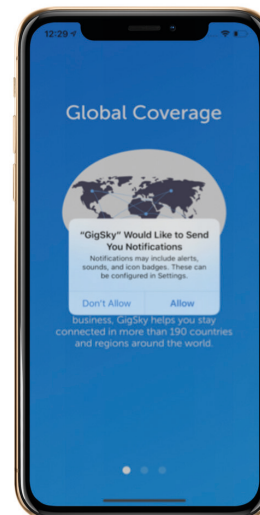 12:29
Global Coverage
"GigSky" Would Like to Send
You Notifications
Notifications may include alerts,
sounds, and icon badges. These can
be configured in Settings.
Don't Allow
Allow
business, GigSky helps you stay
connected in more than 190 countries
and regions around the world.